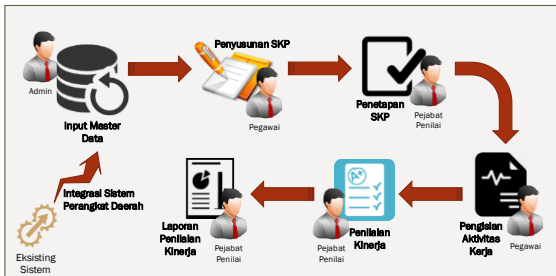 Admin
Input Master
Data
Penyusunan SKP
Pegawai
Penetapan
SKP
Pejabat
Penilai
Integrasi Sistem
Perangkat Daerah
Eksisting
Sistem
Laporan
Penilaian
Kinerja
Pejabat
Penilai
Pejabat
Penilai
Penilaian
Kinerja
Pengisian
Aktivitas
Kerja
Pegawai